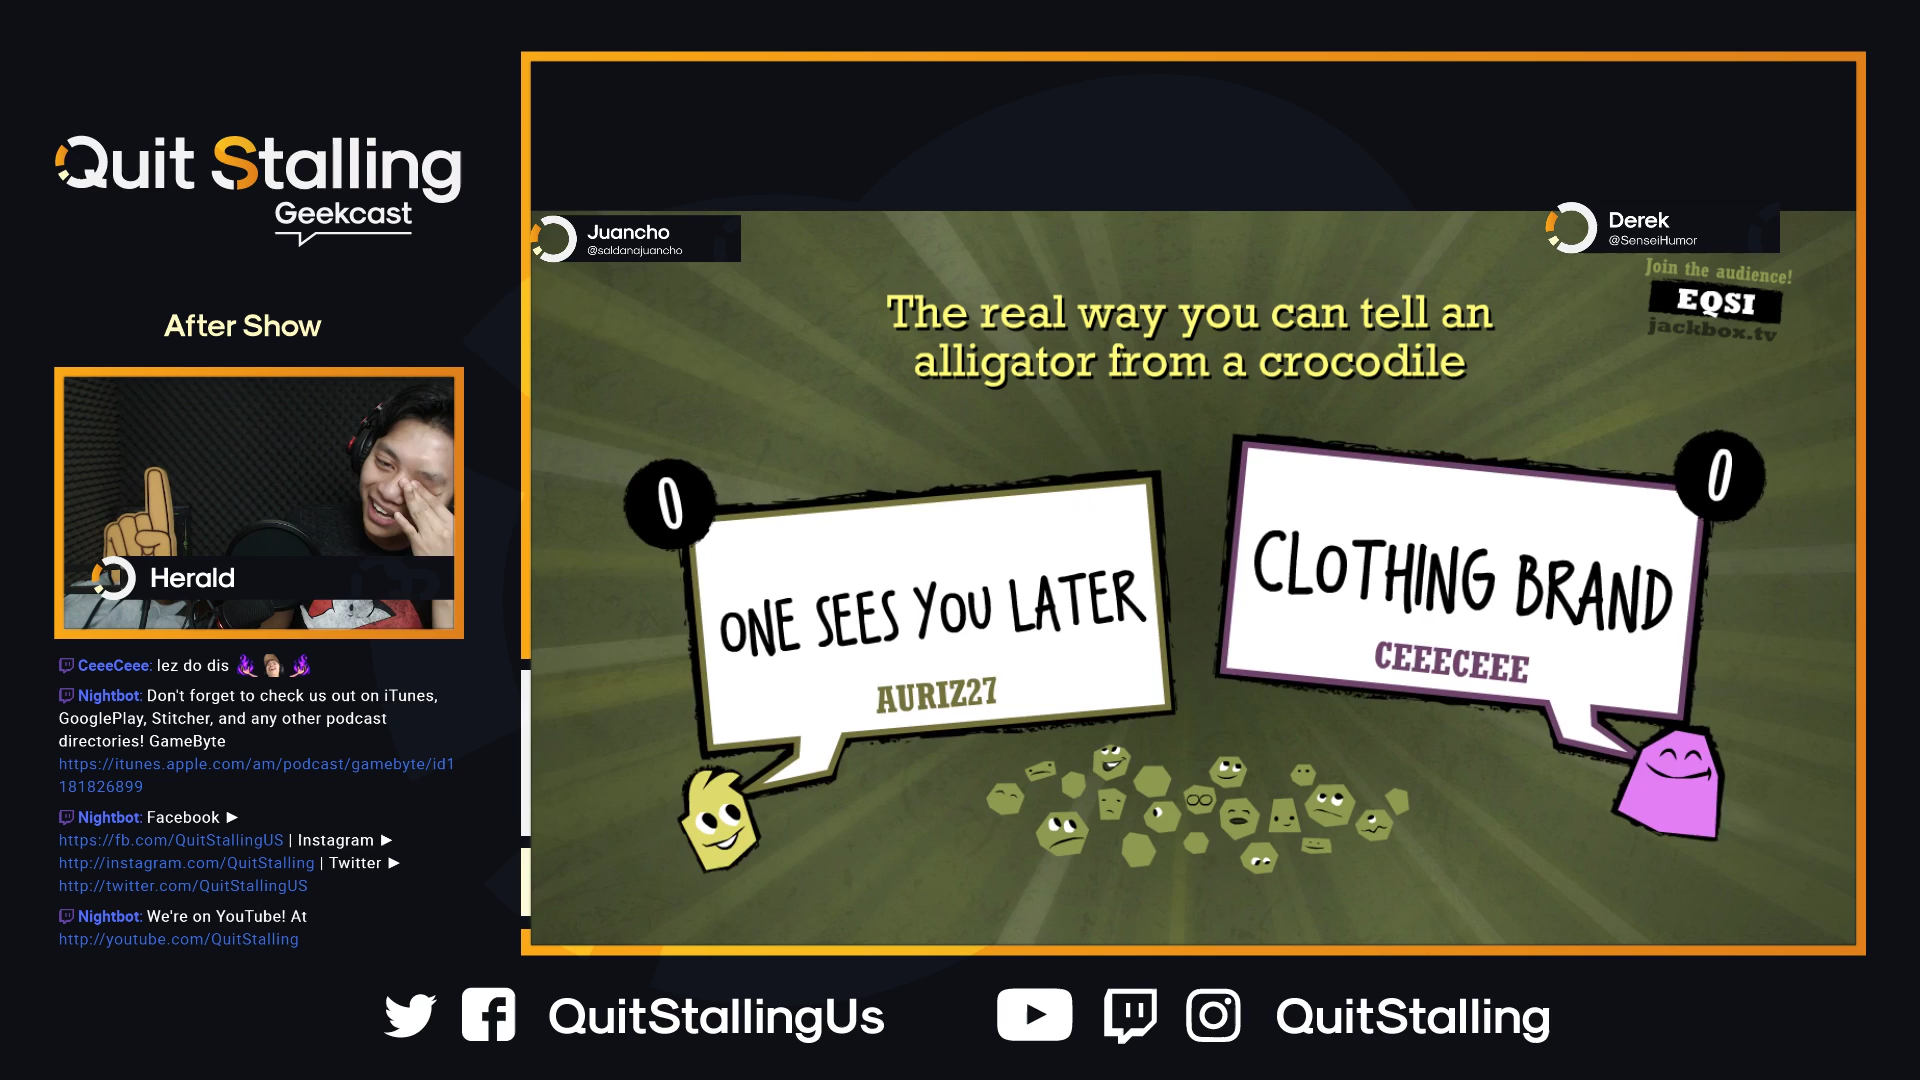 Quit Stalling
Geekcast
After Show
Herald
CeeeCeee: lez do dis
Nightbot: Don't forget to check us out on iTunes,
GooglePlay, Stitcher, and any other podcast
directories! GameByte
https://itunes.apple.com/am/podcast/gamebyte/id1
181826899
Nightbot: Facebook ►
https://fb.com/QuitStallingUS | Instagram ►
http://instagram.com/QuitStalling | Twitter ►
http://twitter.com/QuitStallingUS
Nightbot: We're on YouTube! At
http://youtube.com/QuitStalling
Juancho
@saldanajuancho
Derek
@SenseiHumor
Join the audience!
EQSI
jackbox.tv
The real way you can tell an
alligator from a crocodile
0
ONE SEES YOU LATER
AURIZ27
0
CLOTHING BRAND
CEEECEEE
QuitStallingUs
QuitStalling